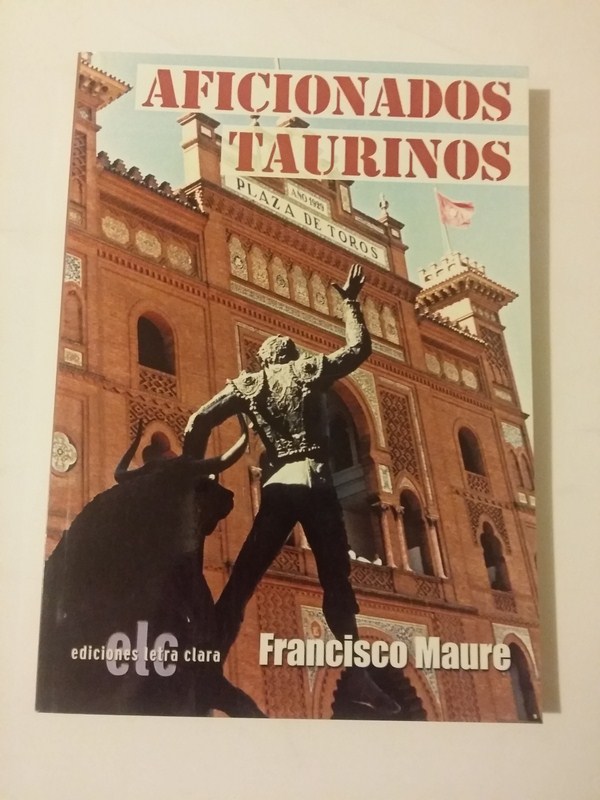 AFICIONADOS
TAURINOS
AÑO 1929
PLAZA DE TOROS
elc
ediciones letra clara
Francisco Maure